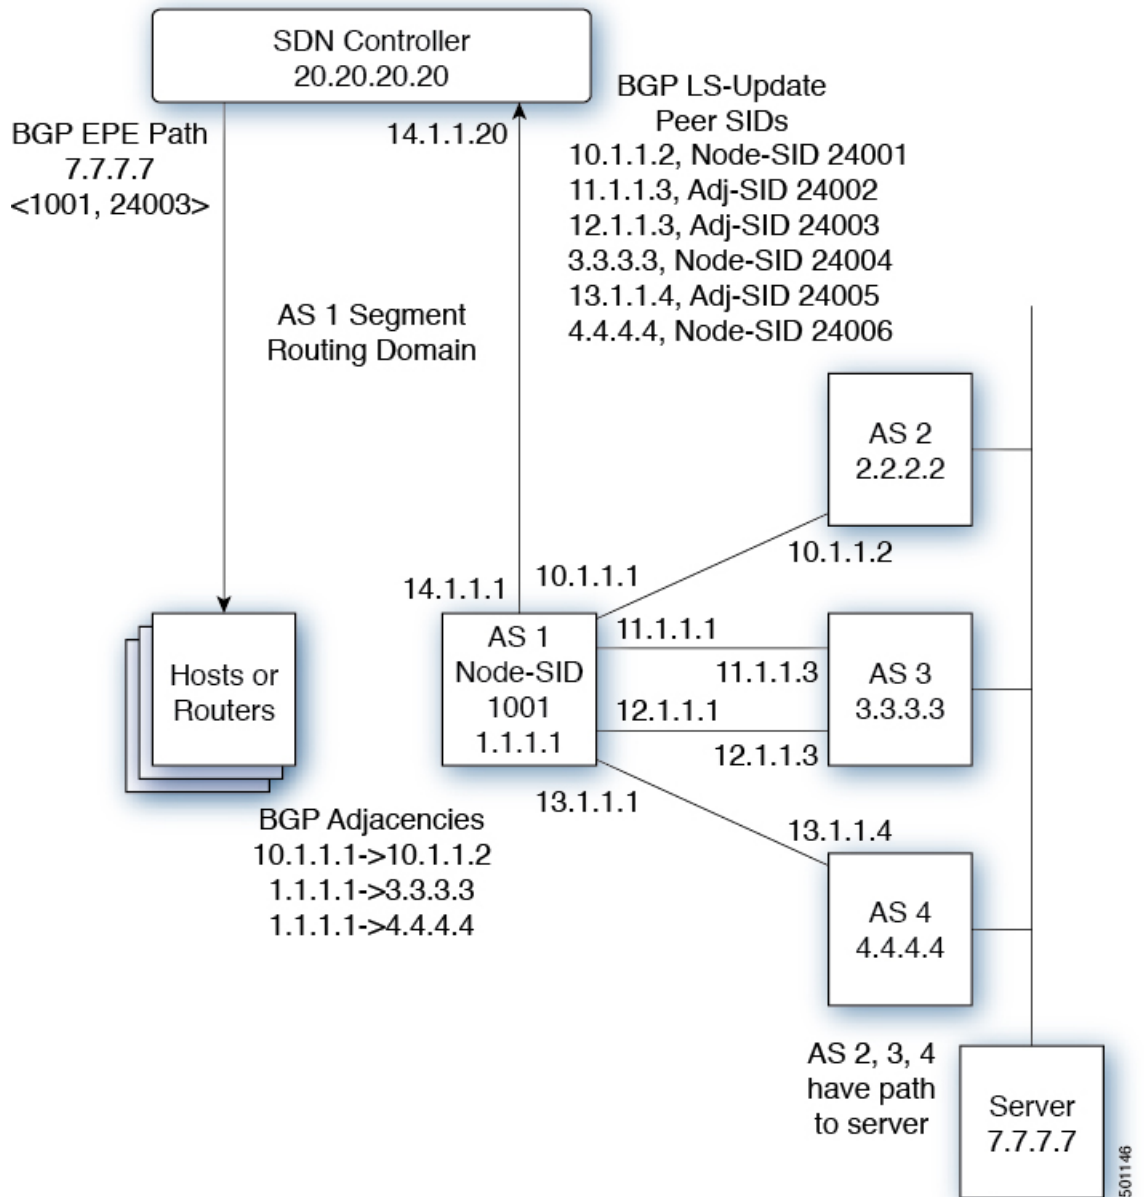 SDN Controller
20.20.20.20
BGP EPE Path
7.7.7.7
<1001, 24003>
14.1.1.20
BGP LS-Update
Peer SIDs
10.1.1.2, Node-SID 24001
11.1.1.3, Adj-SID 24002
12.1.1.3, Adj-SID 24003
3.3.3.3, Node-SID 24004
13.1.1.4, Adj-SID 24005
4.4.4.4, Node-SID 24006
AS 1 Segment
Routing Domain
AS 2
2.2.2.2
10.1.1.2
14.1.1.1
10.1.1.1
Hosts or
Routers
AS 1
Node-SID
1001
1.1.1.1
11.1.1.1
11.1.1.3
12.1.1.1
12.1.1.3
AS 3
3.3.3.3
13.1.1.1
13.1.1.4
BGP Adjacencies
10.1.1.1->10.1.1.2
1.1.1.1->3.3.3.3
1.1.1.1->4.4.4.4
AS 4
4.4.4.4
AS 2, 3, 4
have path
to server
Server
7.7.7.7
501146